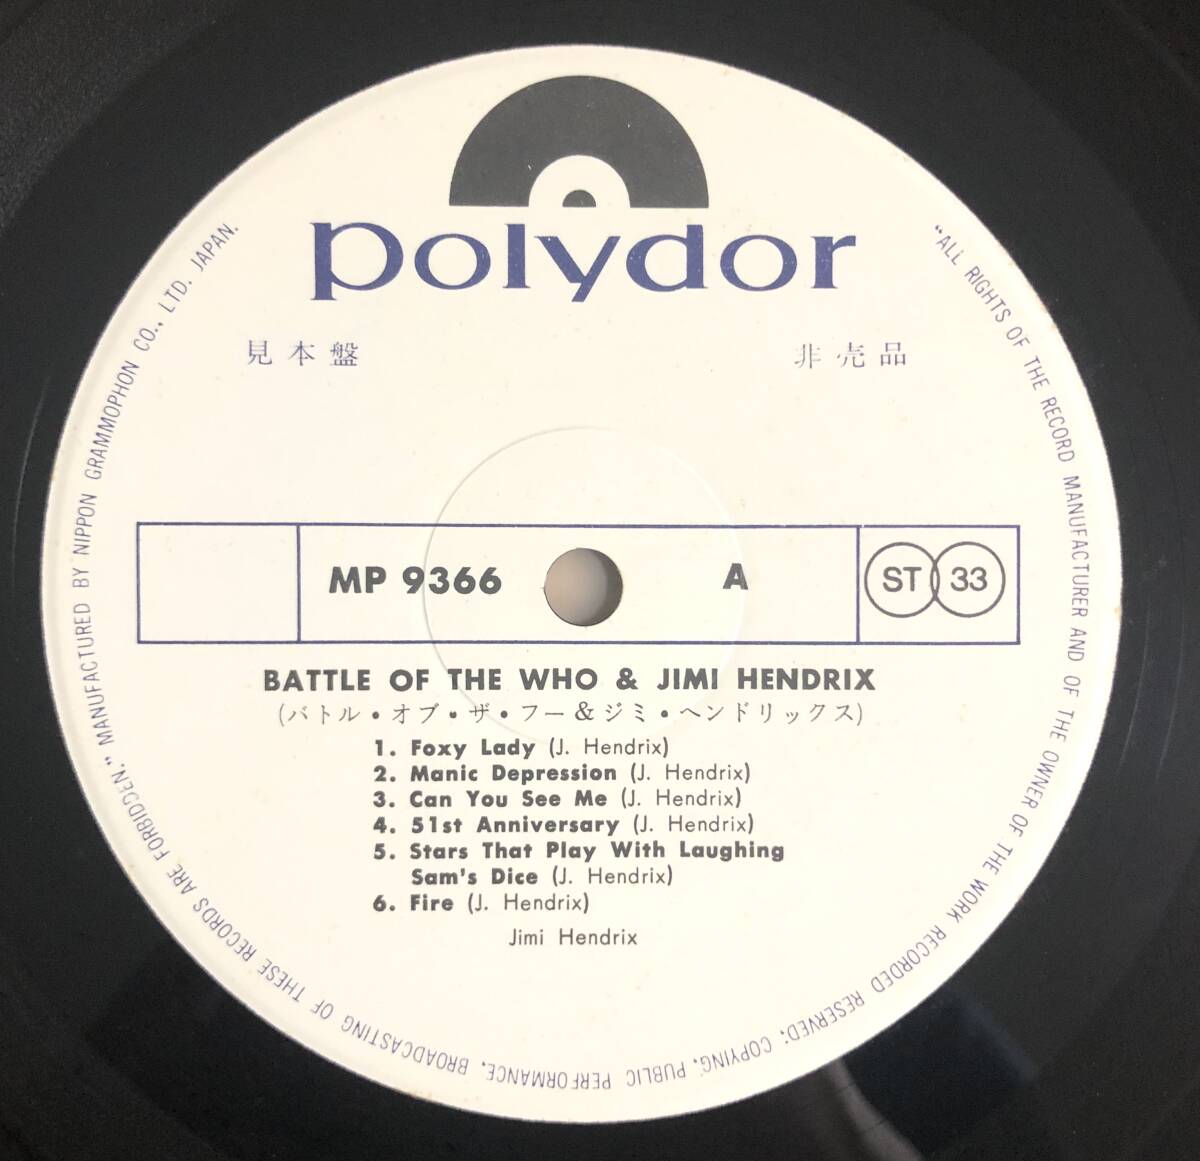 polydor
見本盤
非売品
MP 9366
A
ST 33
BATTLE OF THE WHO & JIMI HENDRIX
(バトル・オブ・ザ・フー&ジミ・ヘンドリックス)
1. Foxy Lady (J. Hendrix)
2. Manic Depression (J. Hendrix)
3. Can You See Me (J. Hendrix)
4. 51st Anniversary (J. Hendrix)
5. Stars That Play With Laughing
Sam's Dice (J. Hendrix)
6. Fire (J. Hendrix)
Jimi Hendrix
"ALL RIGHTS OF THE RECORD MANUFACTURER AND OF THE OWNER OF THE WORK RECORDED RESERVED; COPYING, PUBLIC PERFORMANCE, BROADCASTING OF THESE RECORDS ARE FORBIDDEN." MANUFACTURED BY NIPPON GRAMMOPHON CO., LTD. JAPAN.